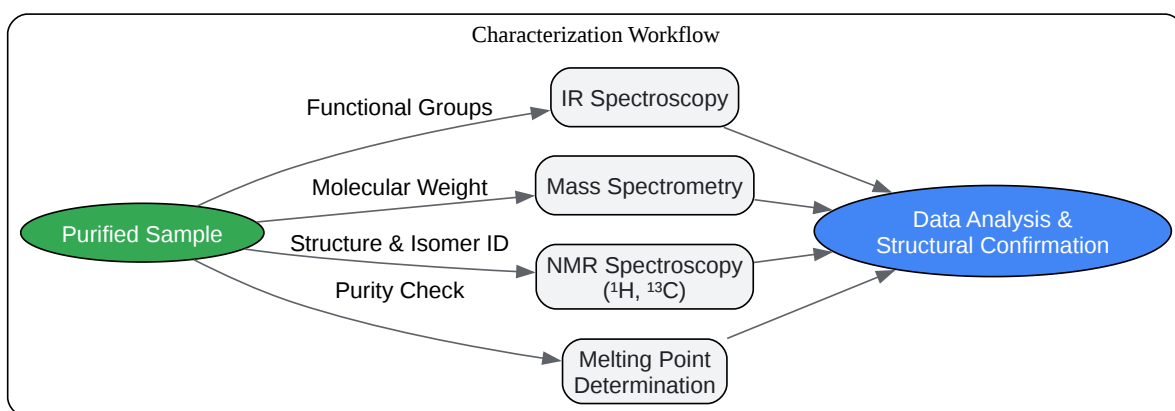 Characterization Workflow
Functional Groups
IR Spectroscopy
Molecular Weight
Mass Spectrometry
Purified Sample
Structure & Isomer ID
NMR Spectroscopy
(¹H, ¹³C)
Purity Check
Melting Point
Determination
Data Analysis &
Structural Confirmation